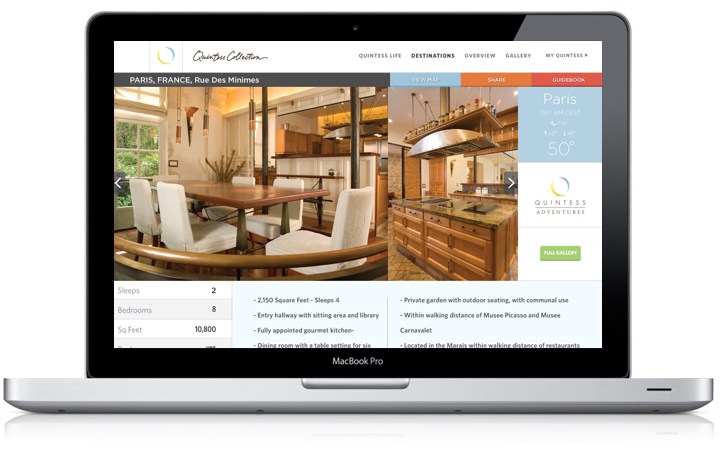 Quintess Collection
QUINTESS LIFE DESTINATIONS OVERVIEW GALLERY MY QUINTESS
PARIS, FRANCE, Rue Des Minimes
VIEW MAP SHARE GUIDEBOOK
Paris
50°
QUINTESS
ADVENTURES
FULL GALLERY
Sleeps 2
Bedrooms 8
Sq Feet 10,800
- 2,150 Square Feet - Sleeps 4
- Entry hallway with sitting area and library
- Fully appointed gourmet kitchen-
- Dining room with a table setting for six
- Private garden with outdoor seating, with communal use
- Within walking distance of Musee Picasso and Musee
Carnavalet
- Located in the Marais within walking distance of restaurants
MacBook Pro